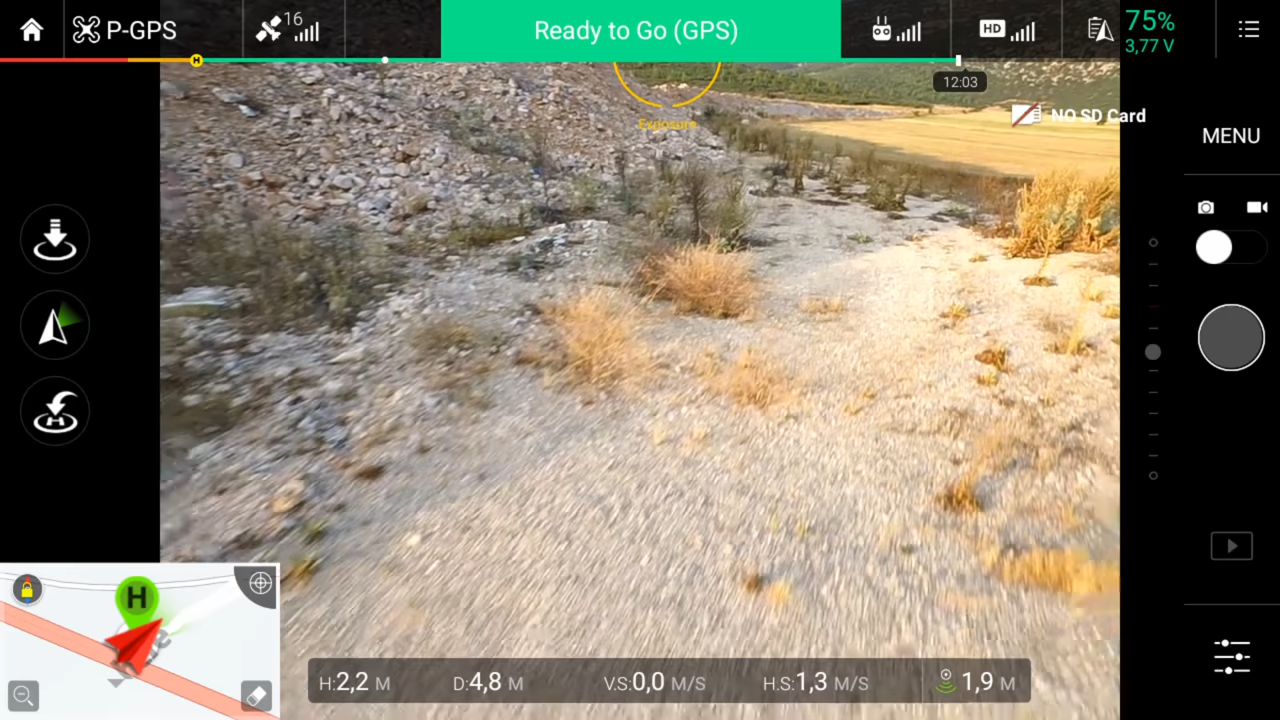 P-GPS
16
Ready to Go (GPS)
HD
75%
3,77 V
H
12:03
NO SD Card
Exposure
MENU
H
H
H:2,2 M
D:4,8 M
V.S:0,0 M/S
H.S:1,3 M/S
1,9 M